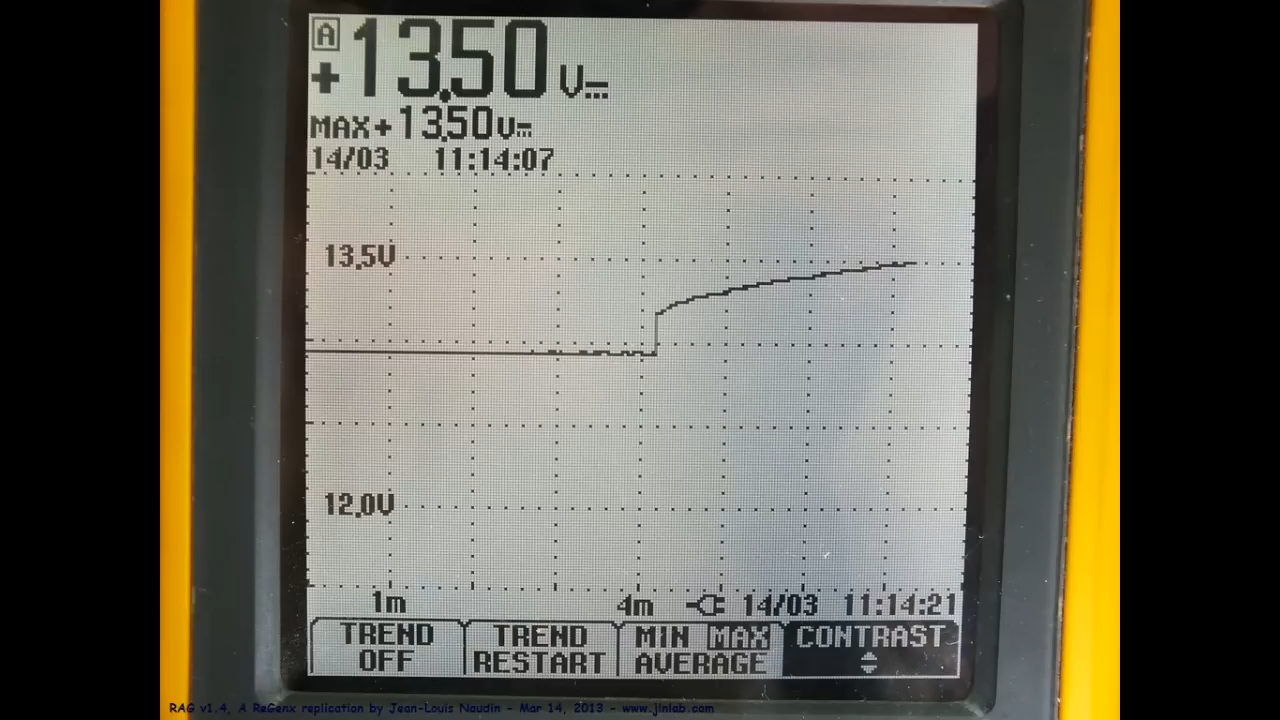 A
+13.50 V
MAX+13.50V
14/03 11:14:07
13.5V
12.0V
1m 4m 14/03 11:14:21
TREND OFF
TREND RESTART
MIN MAX AVERAGE
CONTRAST
RAG v1.4, A ReGenx replication by Jean-Louis Naudin - Mar 14, 2013 - www.jlnlab.com